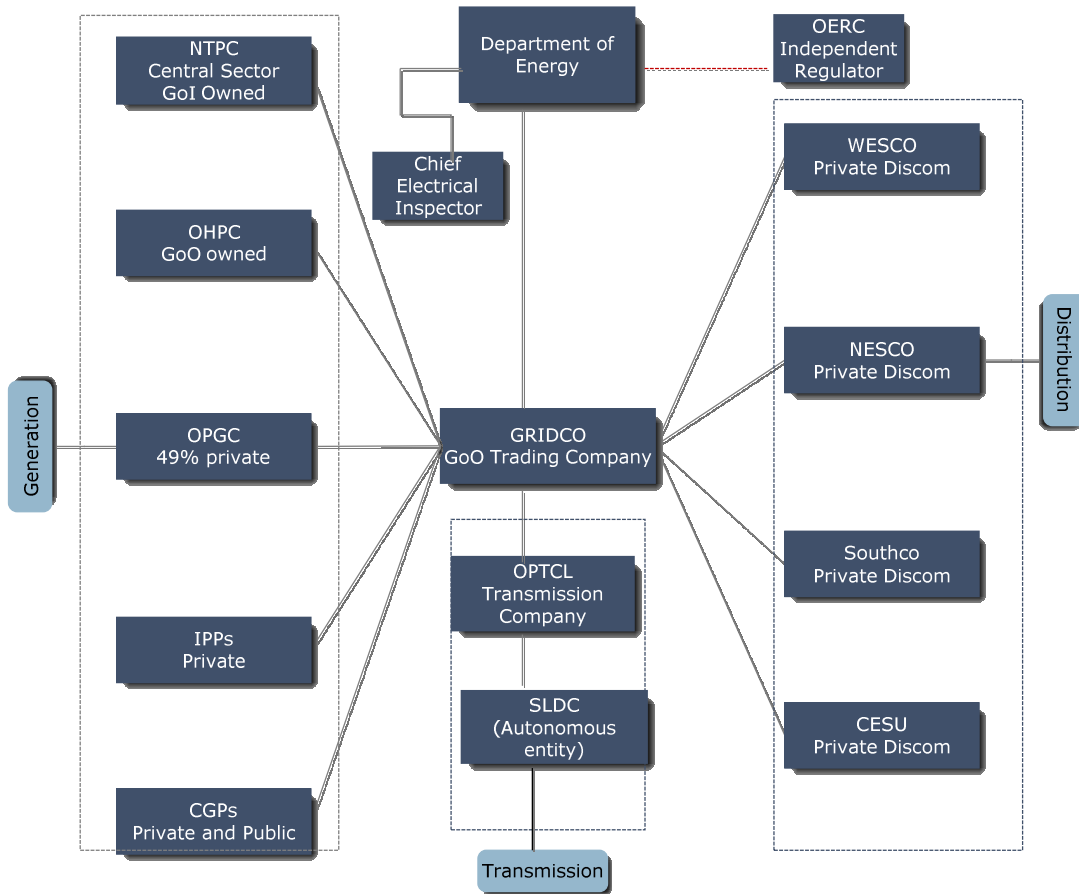 NTPC
Central Sector
GoI Owned
Department of
Energy
OERC
Independent
Regulator
Chief
Electrical
Inspector
WESCO
Private Discom
OHPC
GoO owned
NESCO
Private Discom
Distribution
Generation
OPGC
49% private
GRIDCO
GoO Trading Company
Southco
Private Discom
OPTCL
Transmission
Company
IPPs
Private
SLDC
(Autonomous
entity)
CESU
Private Discom
CGPs
Private and Public
Transmission